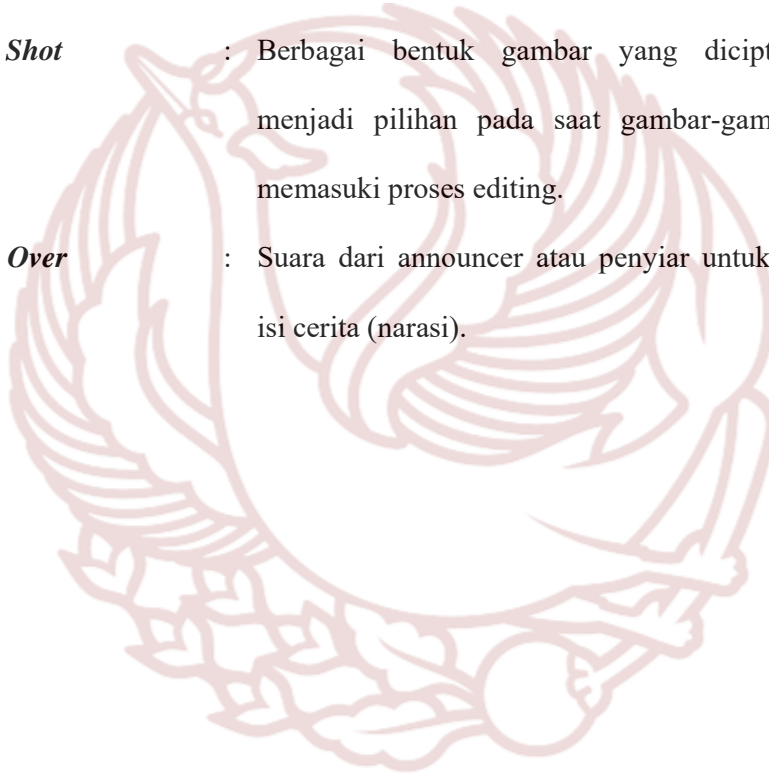 Shot : Berbagai bentuk gambar yang dicipt
menjadi pilihan pada saat gambar-gam
memasuki proses editing.
Over : Suara dari announcer atau penyiar untuk
isi cerita (narasi).